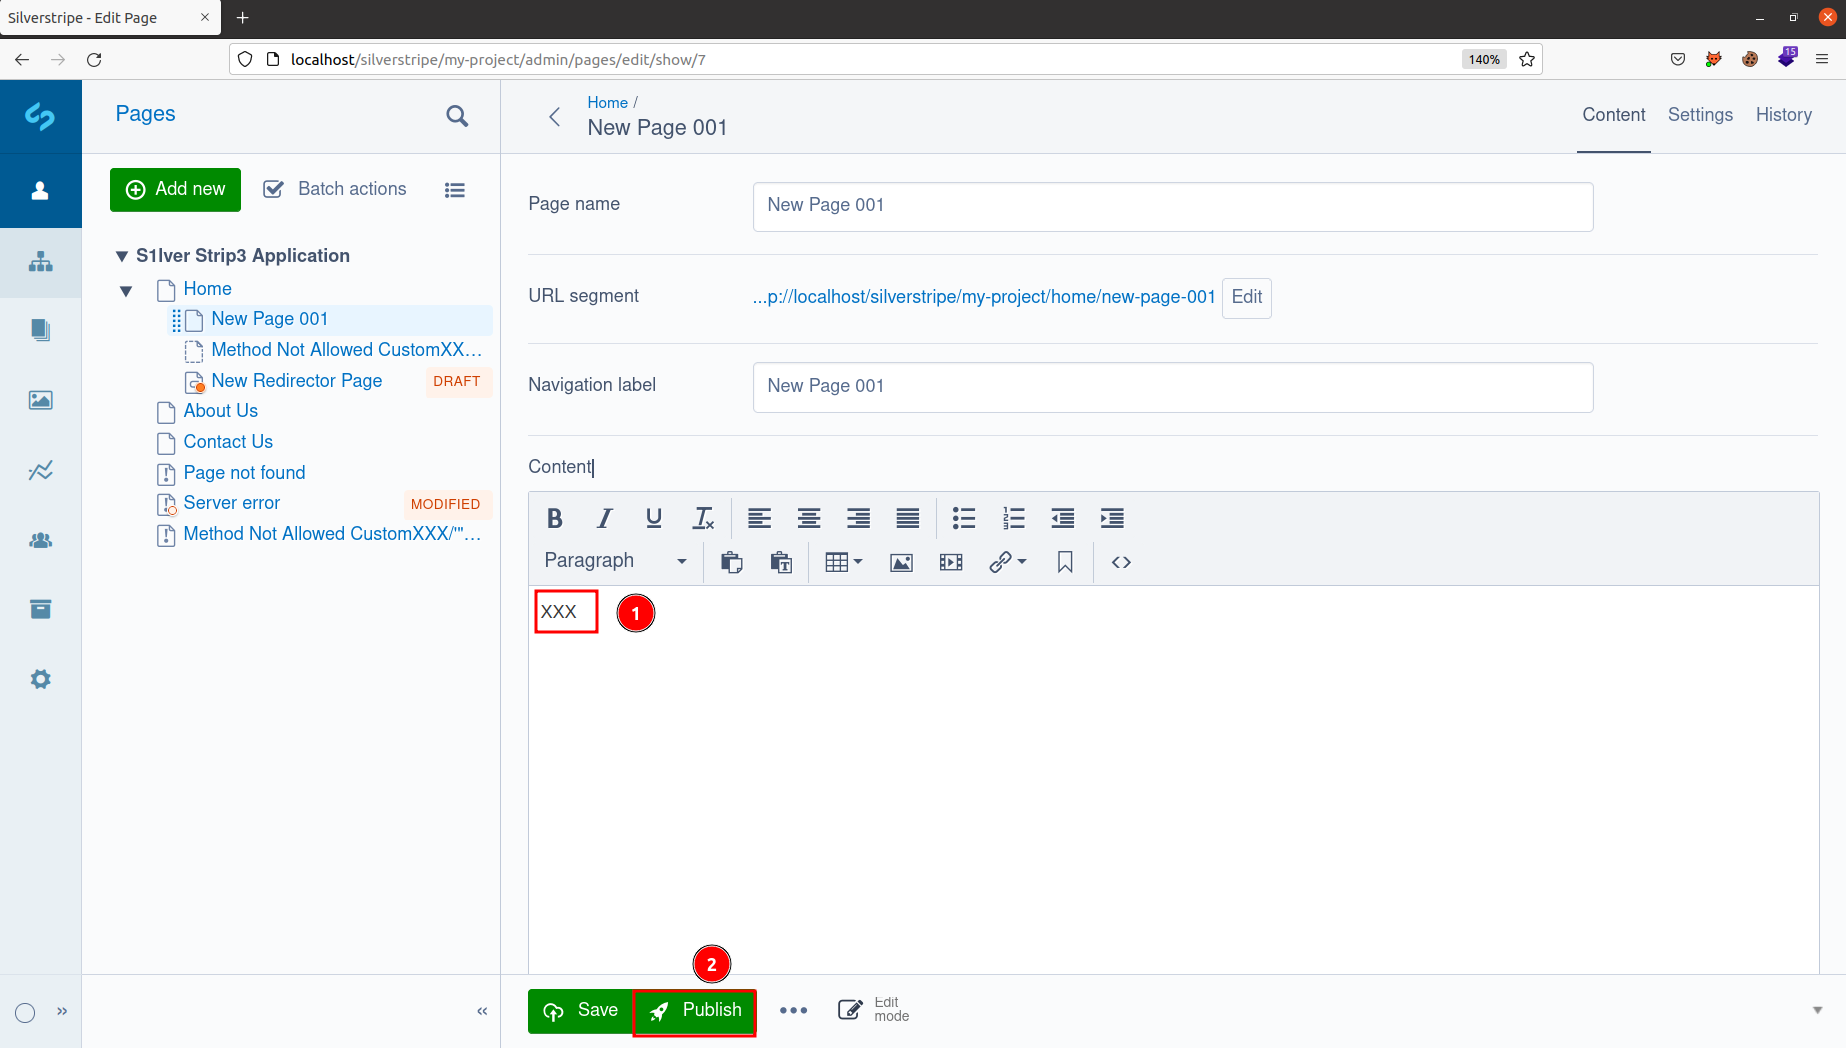 Silverstripe - Edit Page
localhost/silverstripe/my-project/admin/pages/edit/show/7
140%
15
Pages
Home /
New Page 001
Content
Settings
History
Add new
Batch actions
S1lver Strip3 Application
Home
New Page 001
Method Not Allowed CustomXX...
New Redirector Page
DRAFT
About Us
Contact Us
Page not found
Server error
MODIFIED
Method Not Allowed CustomXXX/'"...
Page name
New Page 001
URL segment
...p://localhost/silverstripe/my-project/home/new-page-001
Edit
Navigation label
New Page 001
Content
Paragraph
XXX
1
2
Save
Publish
Edit
mode